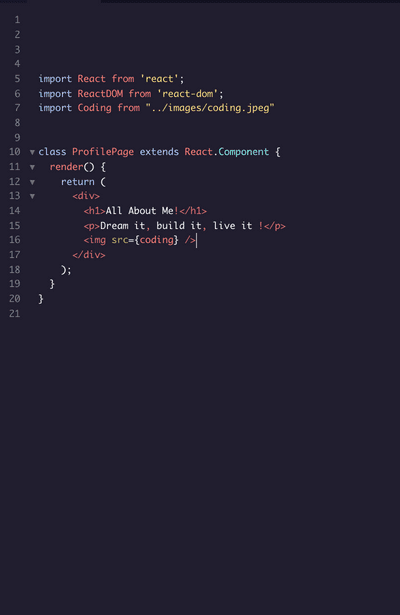 1
2
3
4
5 import React from 'react';
6 import ReactDOM from 'react-dom';
7 import Coding from "../images/coding.jpeg"
8
9
10 class ProfilePage extends React.Component {
11 render() {
12 return (
13 <div>
14 <h1>All About Me!</h1>
15 <p>Dream it, build it, live it !</p>
16 <img src={coding} />
17 </div>
18 );
19 }
20 }
21